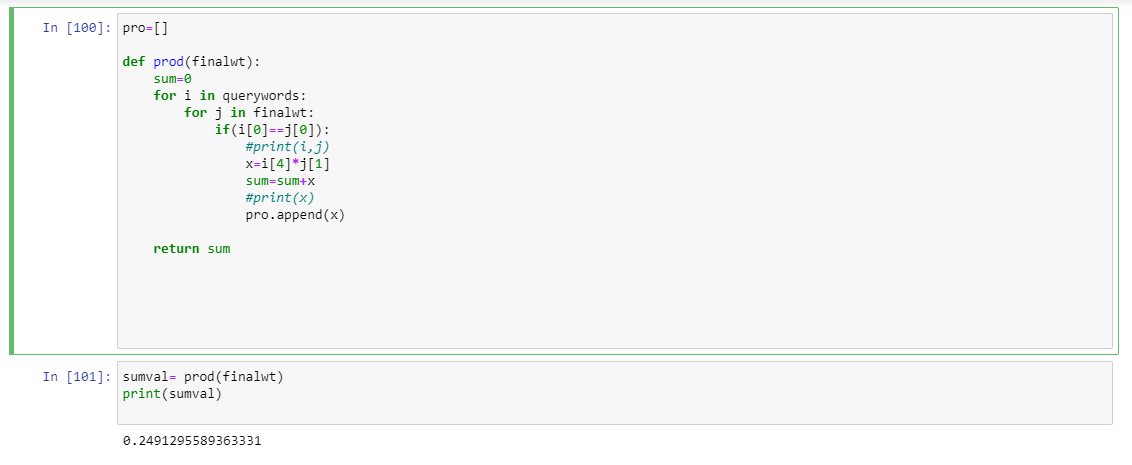 In [100]: pro=[]
def prod(finalwt):
    sum=0
    for i in querywords:
        for j in finalwt:
            if(i[0]==j[0]):
                #print(i,j)
                x=i[4]*j[1]
                sum=sum+x
                #print(x)
                pro.append(x)
    return sum
In [101]: sumval= prod(finalwt)
print(sumval)
0.2491295589363331